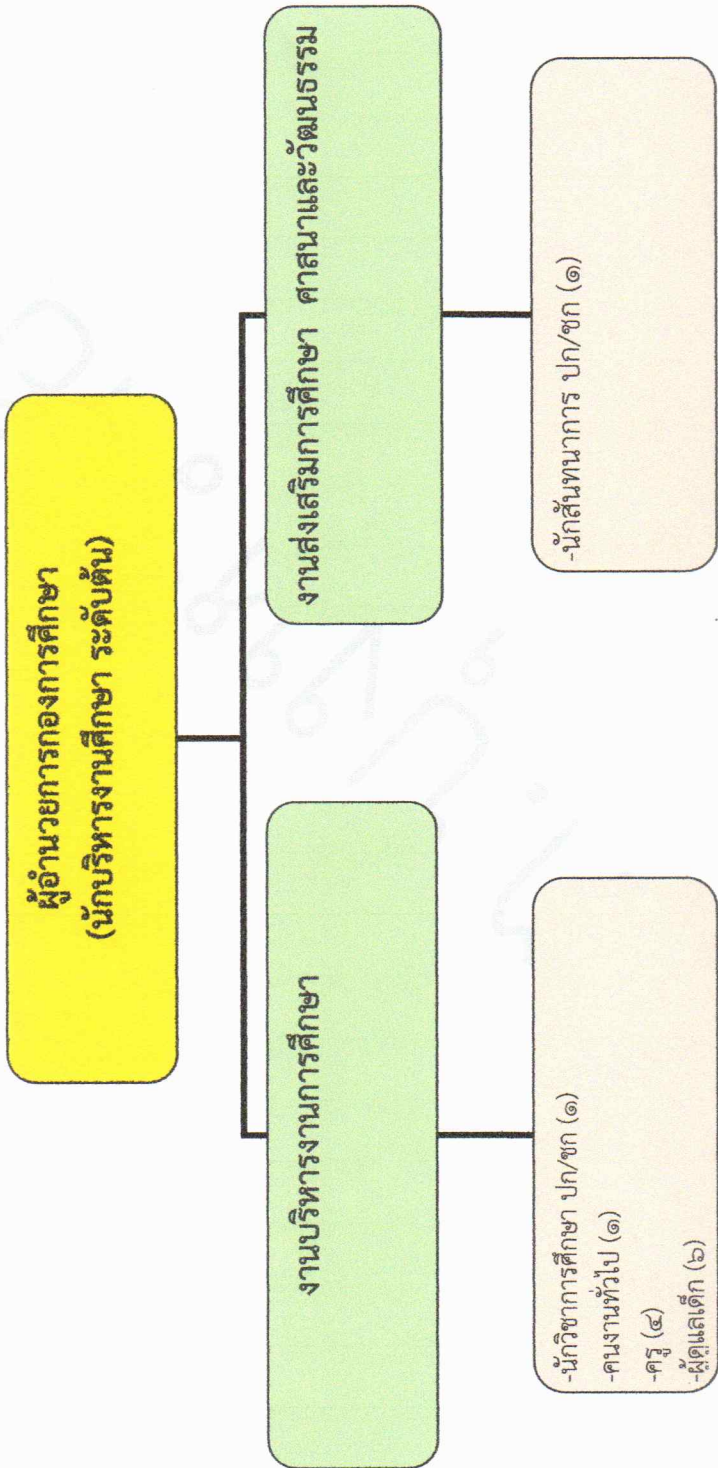 ผู้อำนวยการกองการศึกษา
(นักบริหารงานศึกษา ระดับต้น)
งานบริหารงานการศึกษา
งานส่งเสริมการศึกษา ศาสนาและวัฒนธรรม
-นักวิชาการศึกษา ปก/ชก (๑)
-คนงานทั่วไป (๑)
-ครู (๔)
-ผู้ดูแลเด็ก (๖)
-นักสันทนาการ ปก/ชก (๑)